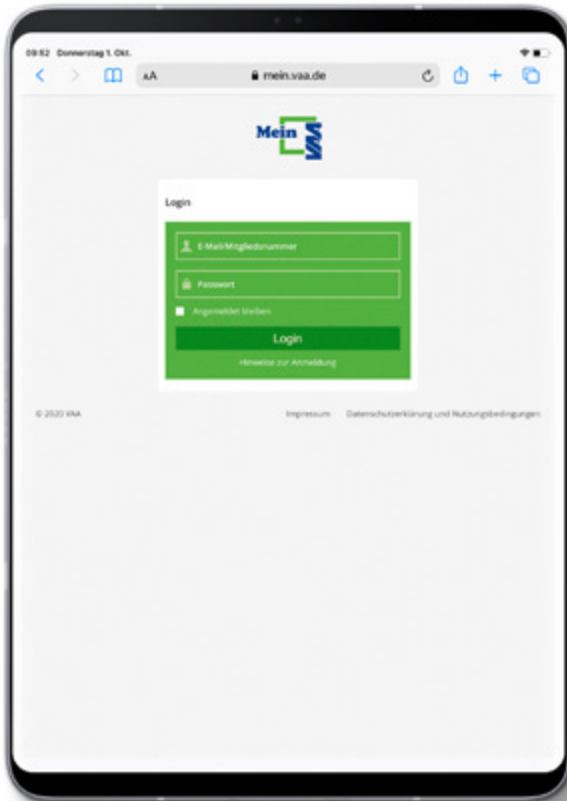 09:52 Donnerstag 1. Okt.
AA
mein.vaa.de
Mein VAA
Login
E-Mail/Mitgliedsnummer
Passwort
Angemeldet bleiben
Login
Hinweise zur Anmeldung
© 2020 VAA Impressum Datenschutzerklärung und Nutzungsbedingungen